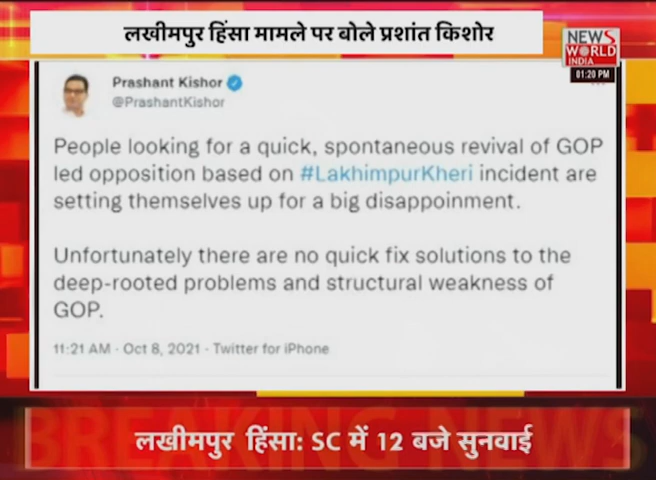 लखीमपुर हिंसा मामले पर बोले प्रशांत किशोर
NEWS
WORLD
INDIA
01:20 PM
Prashant Kishor
@PrashantKishor
People looking for a quick, spontaneous revival of GOP
led opposition based on #LakhimpurKheri incident are
setting themselves up for a big disappoinment.
Unfortunately there are no quick fix solutions to the
deep-rooted problems and structural weakness of
GOP.
11:21 AM · Oct 8, 2021 · Twitter for iPhone
BREAKING NEWS
लखीमपुर हिंसा: SC में 12 बजे सुनवाई